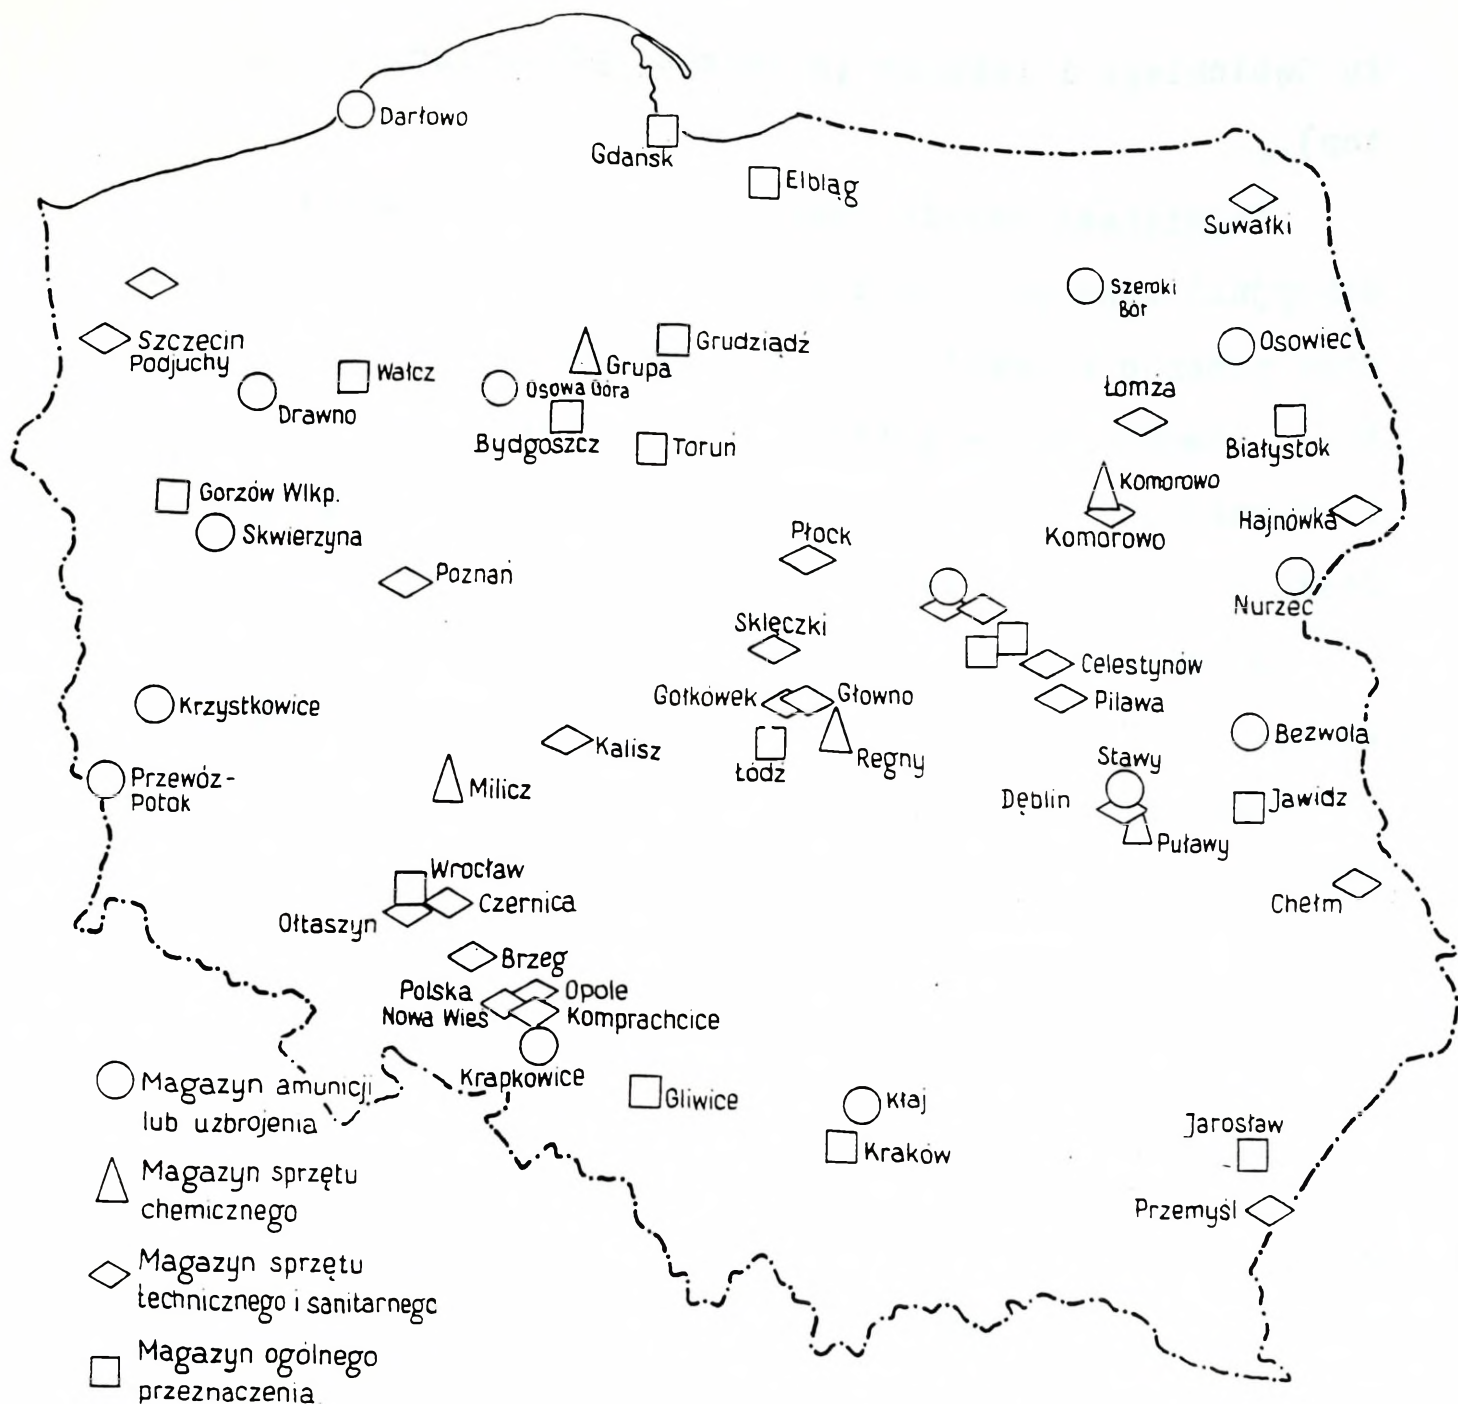 Darłowo
Gdańsk
Elbląg
Suwałki
Szeroki
Bór
Osowiec
Szczecin
Podjuchy
Drawno
Wałcz
Grupa
Grudziądź
Osowa Góra
Bydgoszcz
Toruń
Łomża
Białystok
Gorzów Wlkp.
Skwierzyna
Poznań
Płock
Komorowo
Komorowo
Hajnówka
Nurzec
Sklęczki
Celestynów
Pilawa
Gołkówek
Głowno
Krzystkowice
Kalisz
Łódź
Regny
Bezwola
Przewóz-
Potok
Milicz
Stawy
Dęblin
Puławy
Jawidz
Wrocław
Czernica
Ołtaszyn
Chełm
Brzeg
Polska
Nowa Wieś
Opole
Komprachcice
Krapkowice
Gliwice
Kłaj
Kraków
Jarosław
Przemyśl
Magazyn amunicji
lub uzbrojenia
Magazyn sprzętu
chemicznego
Magazyn sprzętu
technicznego i sanitarnego
Magazyn ogólnego
przeznaczenia